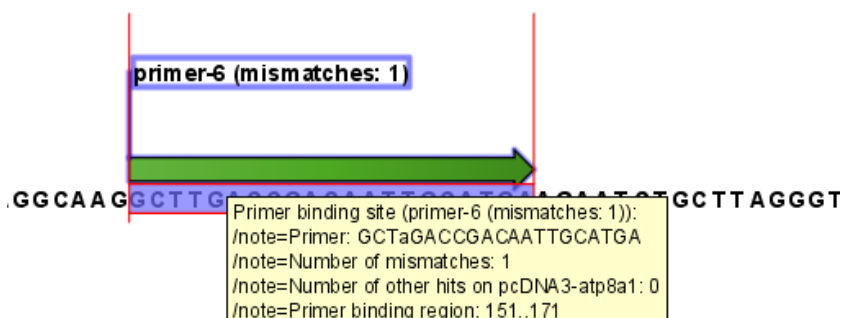 primer-6 (mismatches: 1)
GGCAAGGCTTG GCTTAGGGT
Primer binding site (primer-6 (mismatches: 1)):
/note=Primer: GCTaGACCGACAATTGCATGA
/note=Number of mismatches: 1
/note=Number of other hits on pcDNA3-atp8a1: 0
/note=Primer binding region: 151..171